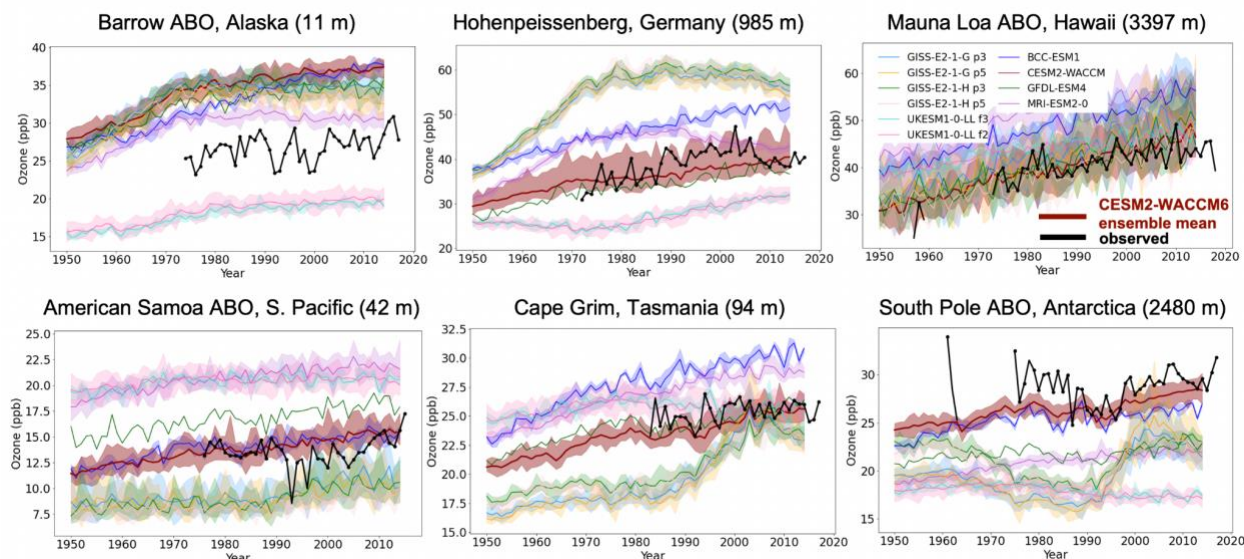 Barrow ABO, Alaska (11 m)
Hohenpeissenberg, Germany (985 m)
Mauna Loa ABO, Hawaii (3397 m)
40
35
30
25
20
15
Ozone (ppb)
1950 1960 1970 1980 1990 2000 2010 2020
Year
60
50
40
30
20
Ozone (ppb)
1950 1960 1970 1980 1990 2000 2010 2020
Year
60
50
40
30
Ozone (ppb)
GISS-E2-1-G p3
GISS-E2-1-G p5
GISS-E2-1-H p3
GISS-E2-1-H p5
UKESM1-0-LL f3
UKESM1-0-LL f2
BCC-ESM1
CESM2-WACCM
GFDL-ESM4
MRI-ESM2-0
CESM2-WACCM6
ensemble mean
observed
1950 1960 1970 1980 1990 2000 2010 2020
Year
American Samoa ABO, S. Pacific (42 m)
Cape Grim, Tasmania (94 m)
South Pole ABO, Antarctica (2480 m)
25.0
22.5
20.0
17.5
15.0
12.5
10.0
7.5
Ozone (ppb)
1950 1960 1970 1980 1990 2000 2010 2020
Year
32.5
30.0
27.5
25.0
22.5
20.0
17.5
15.0
Ozone (ppb)
1950 1960 1970 1980 1990 2000 2010 2020
Year
30
25
20
15
Ozone (ppb)
1950 1960 1970 1980 1990 2000 2010 2020
Year